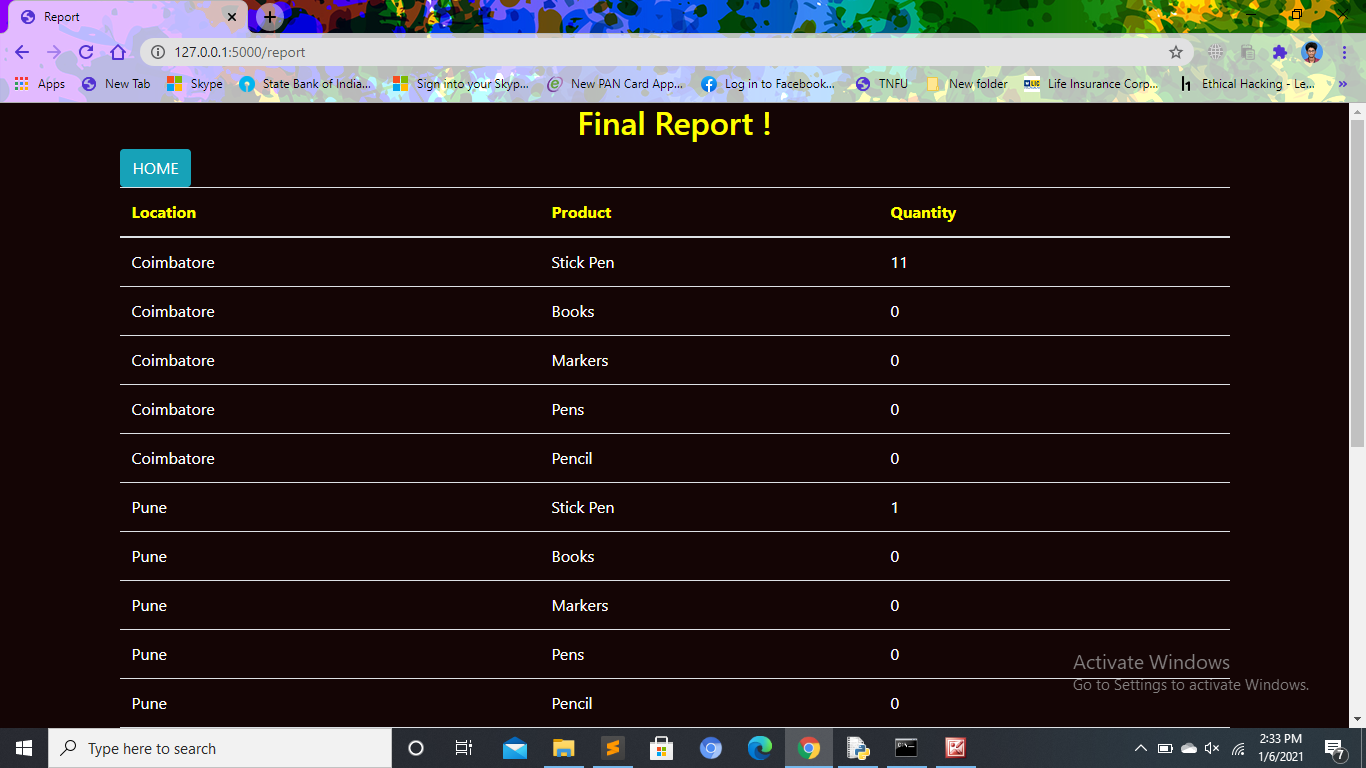 Report
127.0.0.1:5000/report
Apps New Tab Skype State Bank of India... Sign into your Skyp... New PAN Card App... Log in to Facebook... TNFU New folder Life Insurance Corp... Ethical Hacking - Le... »
Final Report !
HOME
Location Product Quantity
Coimbatore Stick Pen 11
Coimbatore Books 0
Coimbatore Markers 0
Coimbatore Pens 0
Coimbatore Pencil 0
Pune Stick Pen 1
Pune Books 0
Pune Markers 0
Pune Pens 0
Pune Pencil 0
Activate Windows
Go to Settings to activate Windows.
Type here to search
2:33 PM
1/6/2021
7